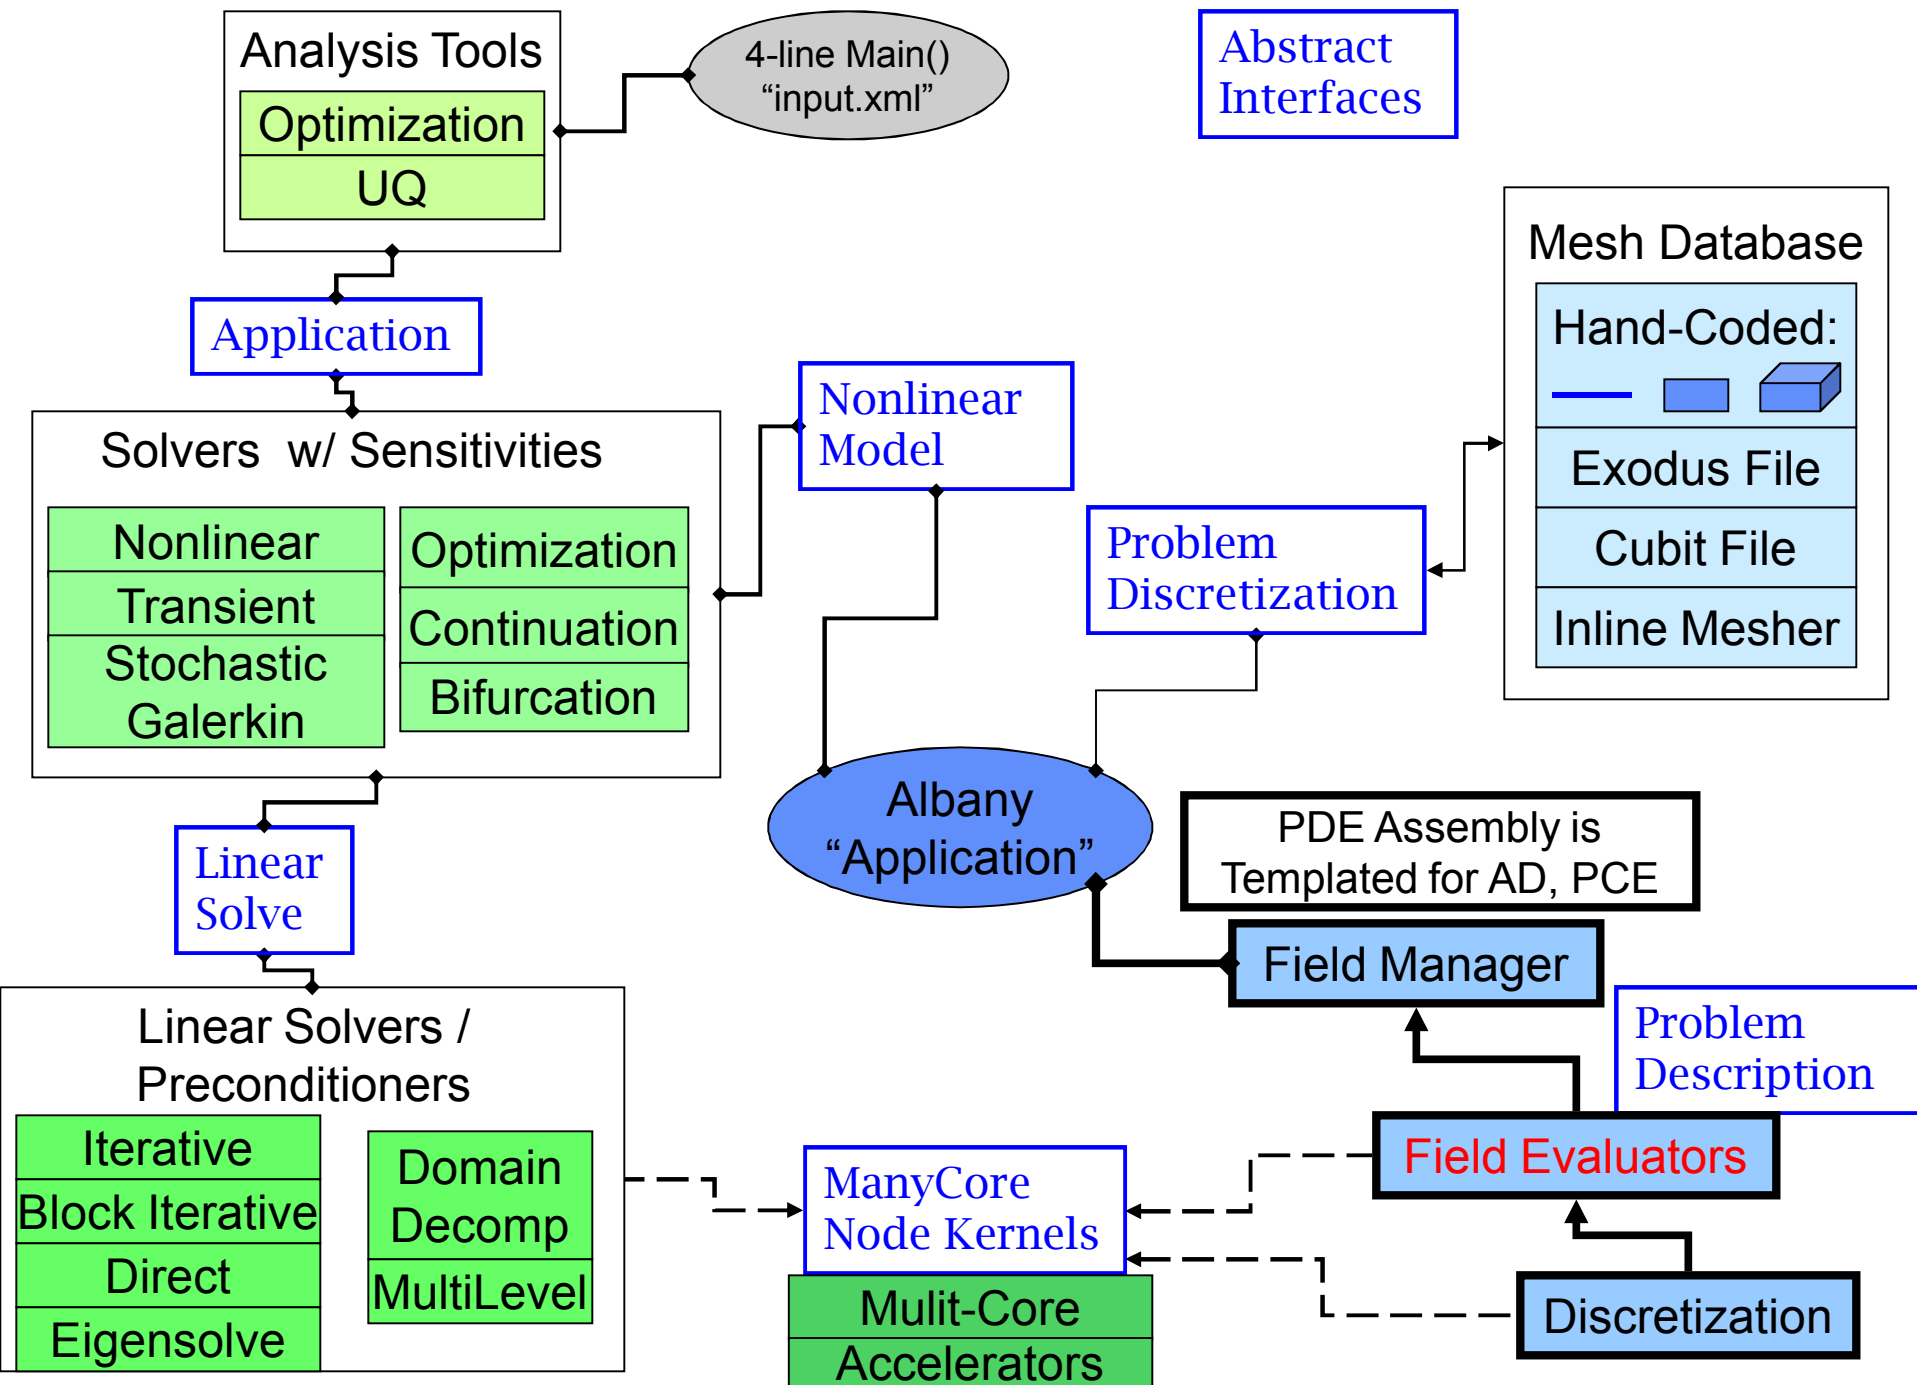 Analysis Tools
Optimization
UQ
4-line Main()
“input.xml”
Abstract
Interfaces
Application
Solvers w/ Sensitivities
Nonlinear
Transient
Stochastic
Galerkin
Optimization
Continuation
Bifurcation
Nonlinear
Model
Problem
Discretization
Mesh Database
Hand-Coded:
Exodus File
Cubit File
Inline Mesher
Linear
Solve
Albany
“Application”
PDE Assembly is
Templated for AD, PCE
Field Manager
Problem
Description
Field Evaluators
Discretization
Linear Solvers /
Preconditioners
Iterative
Block Iterative
Direct
Eigensolve
Domain
Decomp
MultiLevel
ManyCore
Node Kernels
Mulit-Core
Accelerators